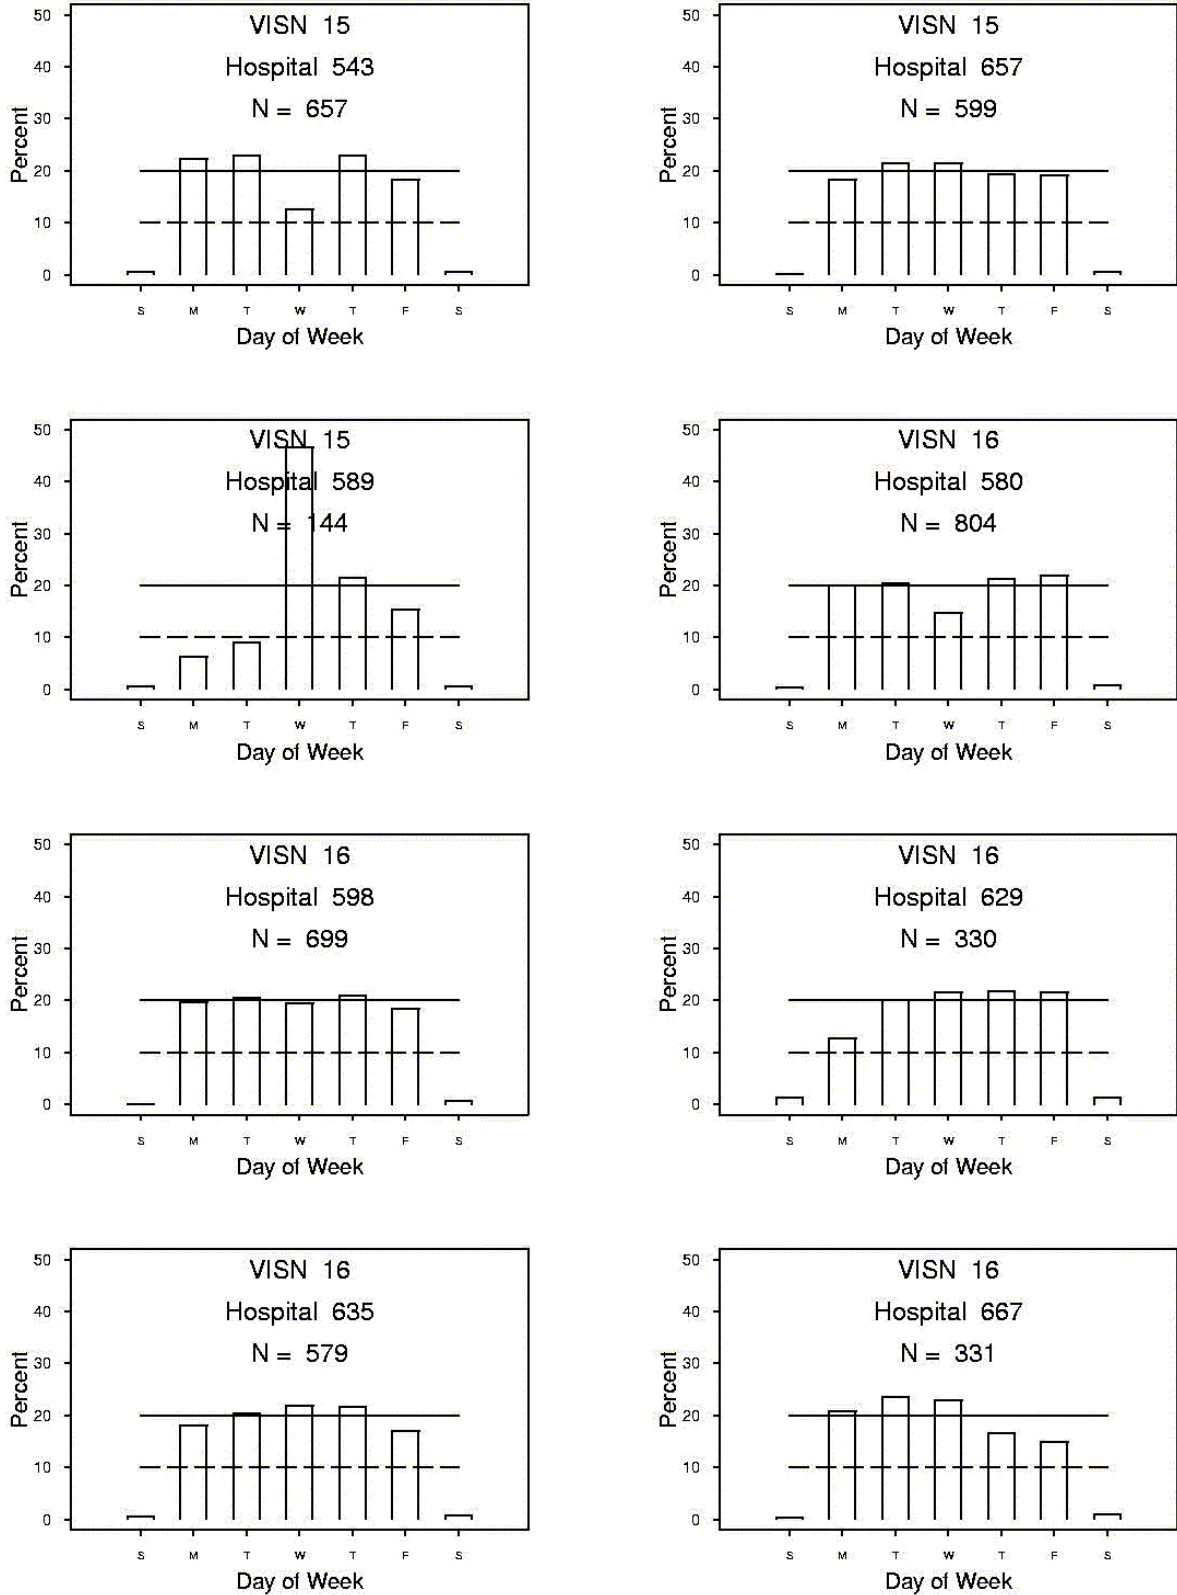 50
40
30
20
10
0
Percent
VISN 15
Hospital 543
N = 657
S M T W T F S
Day of Week
50
40
30
20
10
0
Percent
VISN 15
Hospital 657
N = 599
S M T W T F S
Day of Week
50
40
30
20
10
0
Percent
VISN 15
Hospital 589
N = 144
S M T W T F S
Day of Week
50
40
30
20
10
0
Percent
VISN 16
Hospital 580
N = 804
S M T W T F S
Day of Week
50
40
30
20
10
0
Percent
VISN 16
Hospital 598
N = 699
S M T W T F S
Day of Week
50
40
30
20
10
0
Percent
VISN 16
Hospital 629
N = 330
S M T W T F S
Day of Week
50
40
30
20
10
0
Percent
VISN 16
Hospital 635
N = 579
S M T W T F S
Day of Week
50
40
30
20
10
0
Percent
VISN 16
Hospital 667
N = 331
S M T W T F S
Day of Week